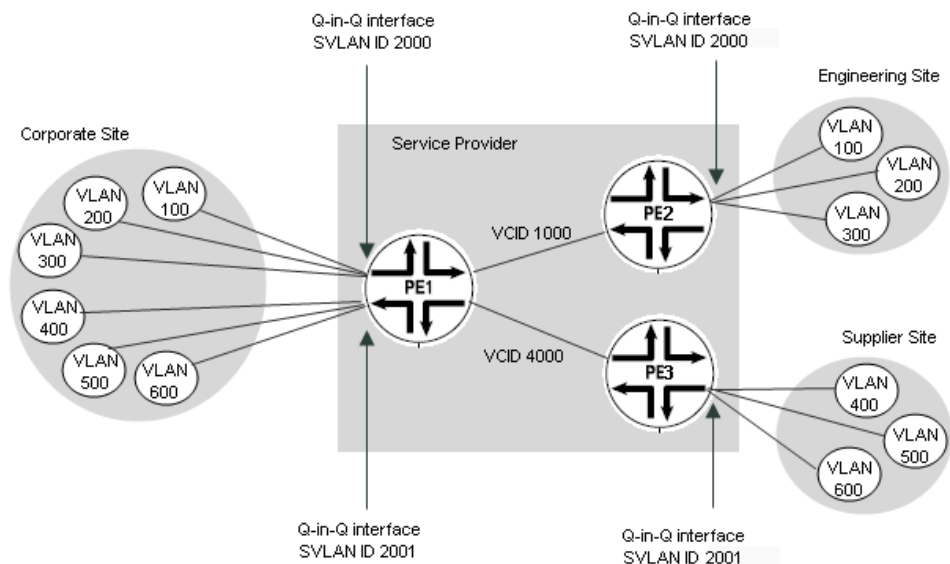 Q-in-Q interface
SVLAN ID 2000
Q-in-Q interface
SVLAN ID 2000
Engineering Site
Corporate Site
Service Provider
VLAN
100
VLAN
200
VLAN
300
VLAN
400
VLAN
500
VLAN
600
PE1
VCID 1000
VCID 4000
PE2
PE3
VLAN
100
VLAN
200
VLAN
300
Supplier Site
VLAN
400
VLAN
500
VLAN
600
Q-in-Q interface
SVLAN ID 2001
Q-in-Q interface
SVLAN ID 2001